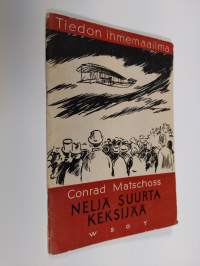 Tiedon ihmemaailma
Conrad Matschoss
NELJÄ SUURTA
KEKSIJÄÄ
WSOY